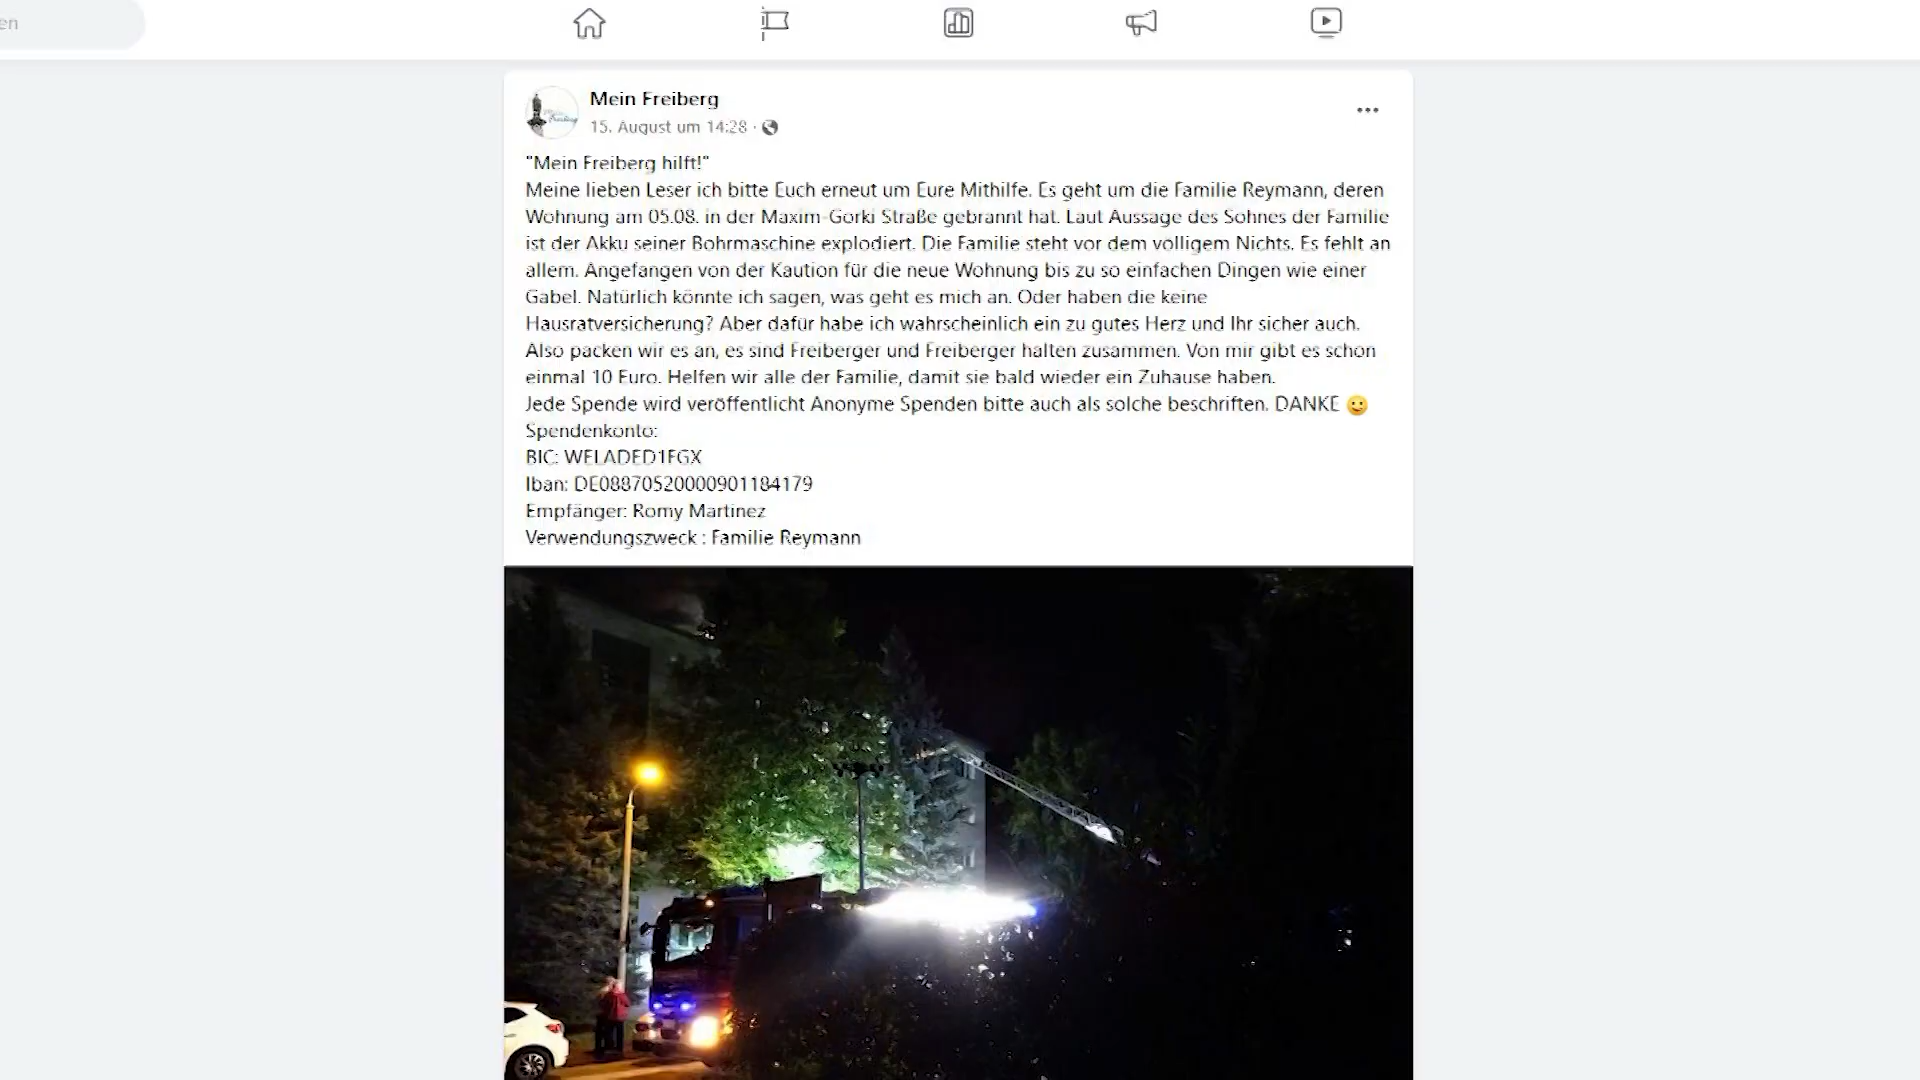 en
Mein Freiberg
15. August um 14:28 ·
"Mein Freiberg hilft!"
Meine lieben Leser ich bitte Euch erneut um Eure Mithilfe. Es geht um die Familie Reymann, deren
Wohnung am 05.08. in der Maxim-Gorki Straße gebrannt hat. Laut Aussage des Sohnes der Familie
ist der Akku seiner Bohrmaschine explodiert. Die Familie steht vor dem volligem Nichts. Es fehlt an
allem. Angefangen von der Kaution für die neue Wohnung bis zu so einfachen Dingen wie einer
Gabel. Natürlich könnte ich sagen, was geht es mich an. Oder haben die keine
Hausratversicherung? Aber dafür habe ich wahrscheinlich ein zu gutes Herz und Ihr sicher auch.
Also packen wir es an, es sind Freiberger und Freiberger halten zusammen. Von mir gibt es schon
einmal 10 Euro. Helfen wir alle der Familie, damit sie bald wieder ein Zuhause haben.
Jede Spende wird veröffentlicht Anonyme Spenden bitte auch als solche beschriften. DANKE 🙂
Spendenkonto:
BIC: WELADED1FGX
Iban: DE08870520000901184179
Empfänger: Romy Martinez
Verwendungszweck : Familie Reymann